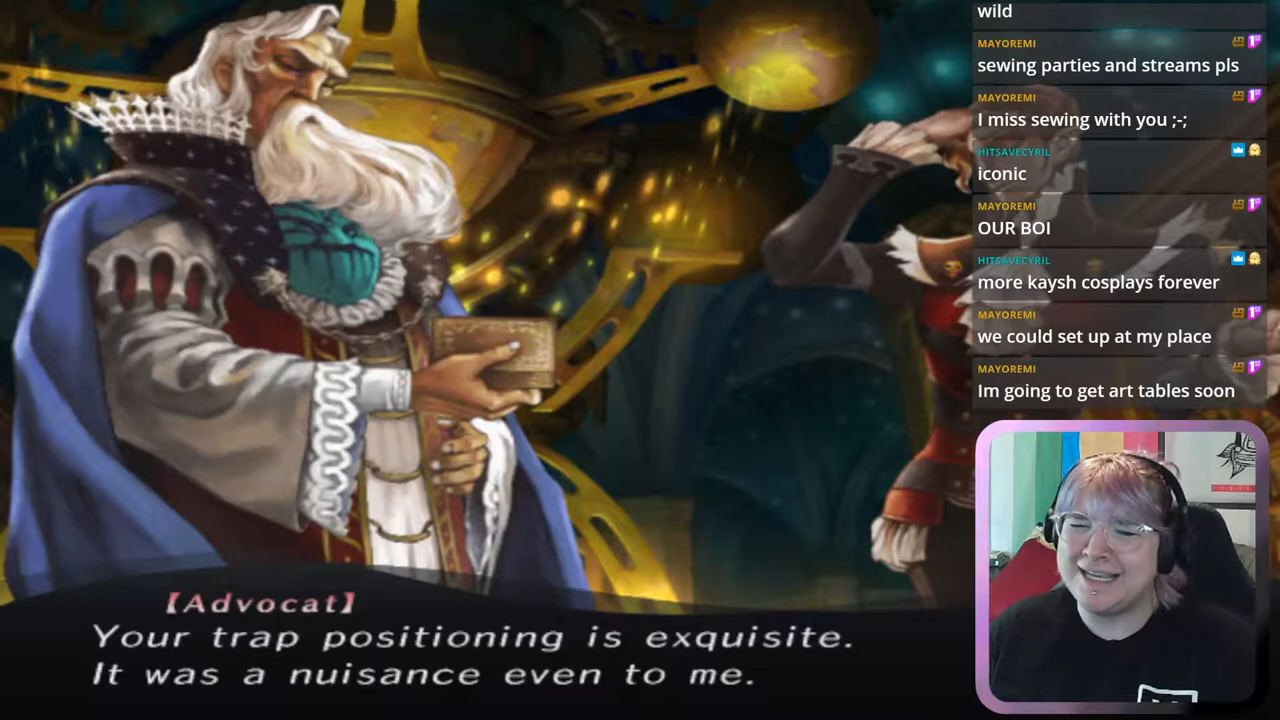 wild
MAYOREMI
sewing parties and streams pls
MAYOREMI
I miss sewing with you ;-;
HITSAVECYRIL
iconic
MAYOREMI
OUR BOI
HITSAVECYRIL
more kaysh cosplays forever
MAYOREMI
we could set up at my place
MAYOREMI
Im going to get art tables soon
【Advocat】
Your trap positioning is exquisite.
It was a nuisance even to me.